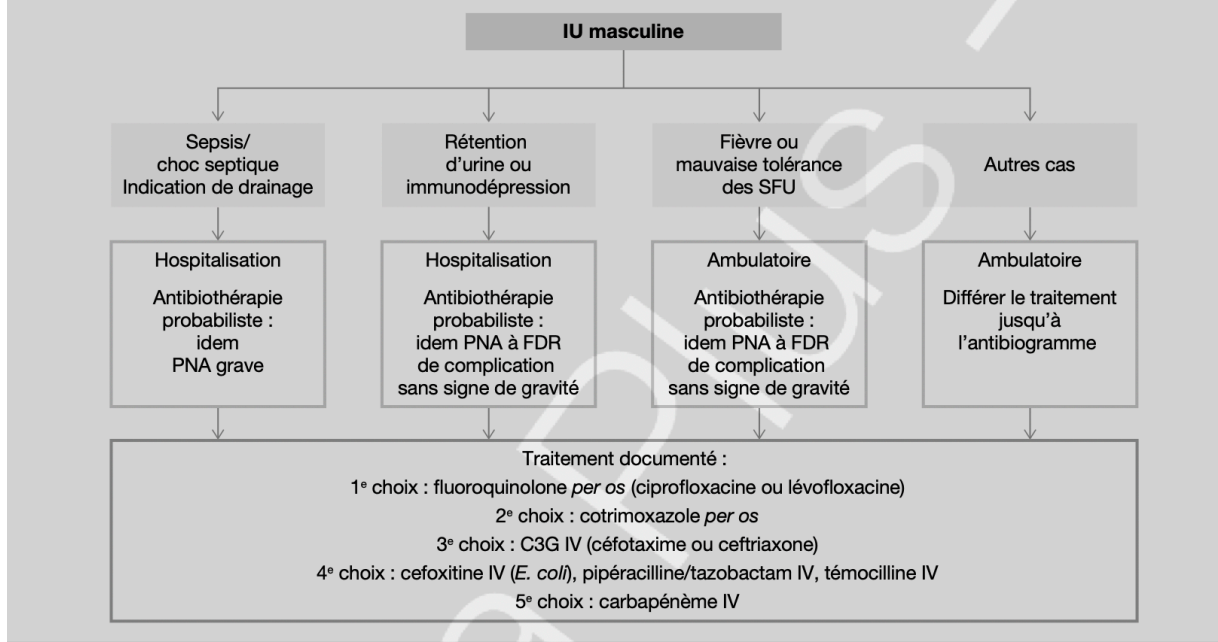 IU masculine
Sepsis/
choc septique
Indication de drainage
Rétention
d'urine ou
immunodépression
Fièvre ou
mauvaise tolérance
des SFU
Autres cas
Hospitalisation
Antibiothérapie
probabiliste :
idem
PNA grave
Hospitalisation
Antibiothérapie
probabiliste :
idem PNA à FDR
de complication
sans signe de gravité
Ambulatoire
Antibiothérapie
probabiliste :
idem PNA à FDR
de complication
sans signe de gravité
Ambulatoire
Différer le traitement
jusqu'à
l'antibiogramme
Traitement documenté :
1e choix : fluoroquinolone per os (ciprofloxacine ou lévofloxacine)
2e choix : cotrimoxazole per os
3e choix : C3G IV (céfotaxime ou ceftriaxone)
4e choix : cefoxitine IV (E. coli), pipéracilline/tazobactam IV, témocilline IV
5e choix : carbapénème IV
Plus -